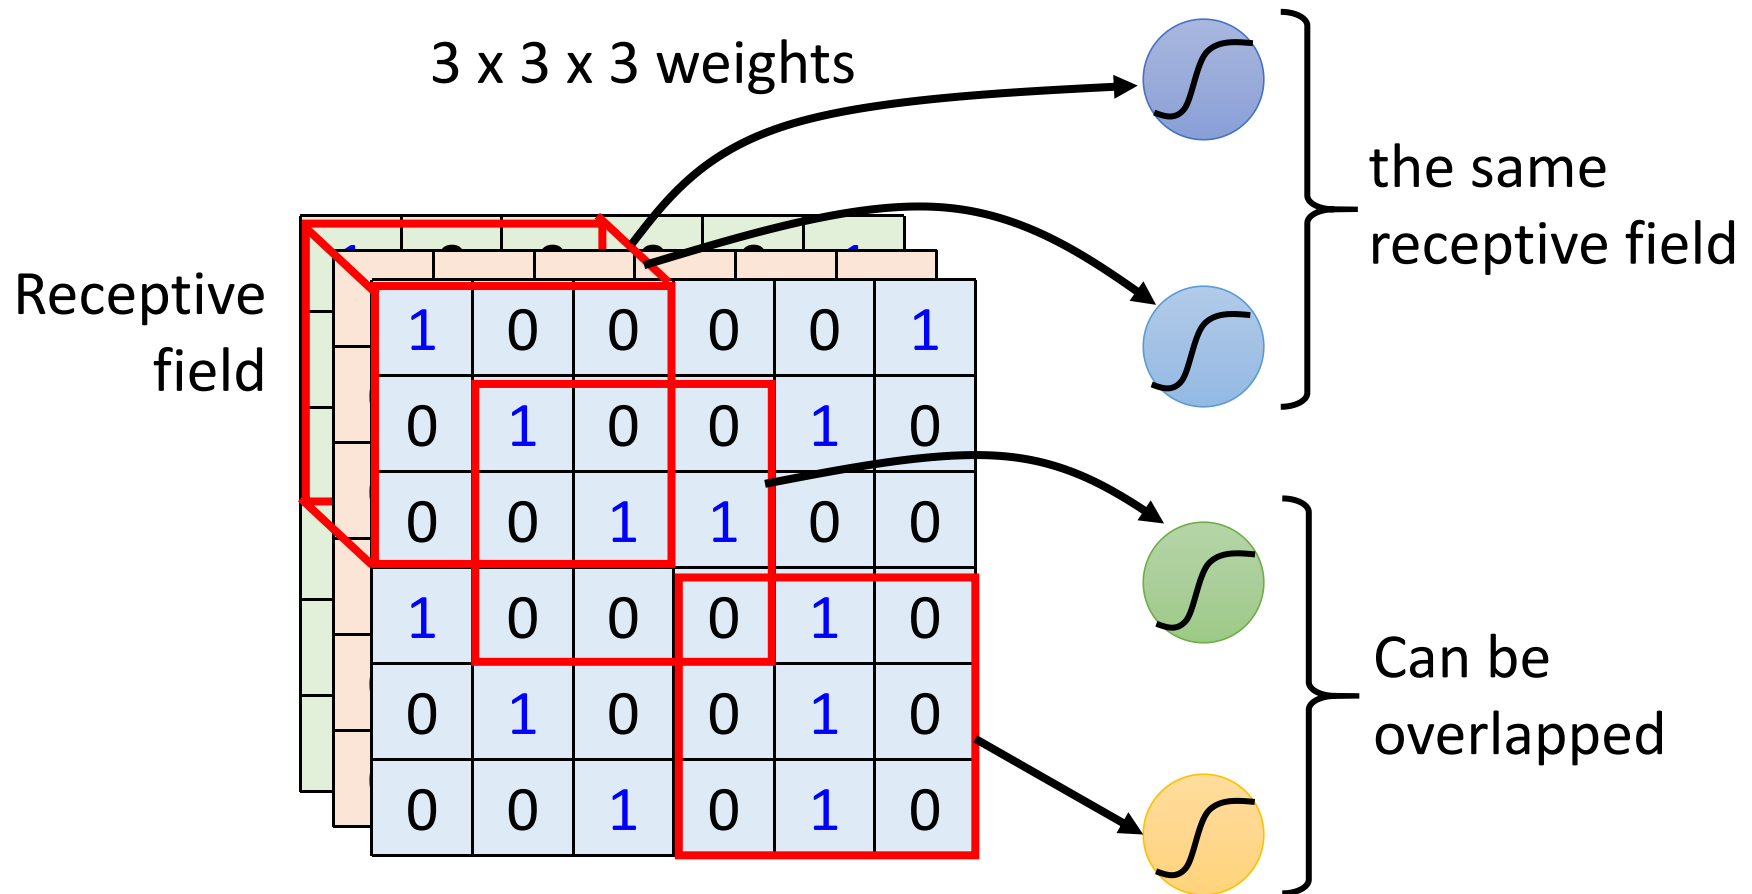 3 x 3 x 3 weights
the same
receptive field
Receptive
field
1 0 0 0 0 1
0 1 0 0 1 0
0 0 1 1 0 0
1 0 0 0 1 0
0 1 0 0 1 0
0 0 1 0 1 0
Can be
overlapped